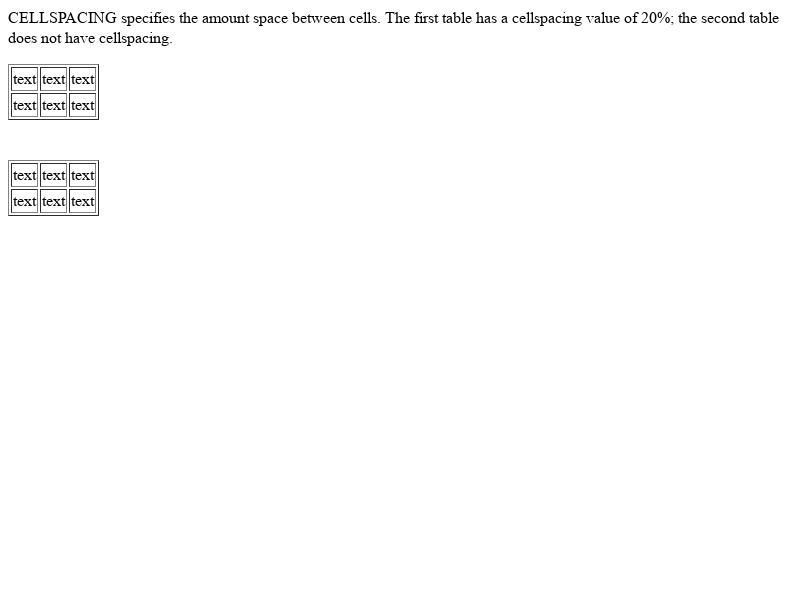 CELLSPACING specifies the amount space between cells. The first table has a cellspacing value of 20%; the second table
does not have cellspacing.
text text text
text text text
text text text
text text text